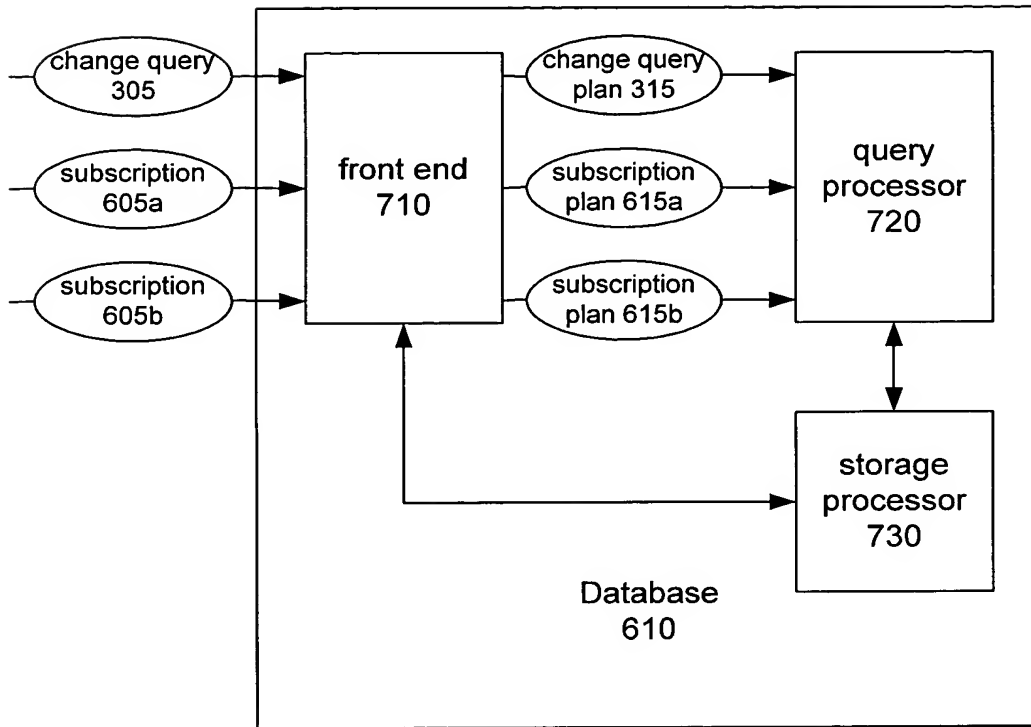 change query
305
subscription
605a
subscription
605b
front end
710
change query
plan 315
subscription
plan 615a
subscription
plan 615b
query
processor
720
storage
processor
730
Database
610